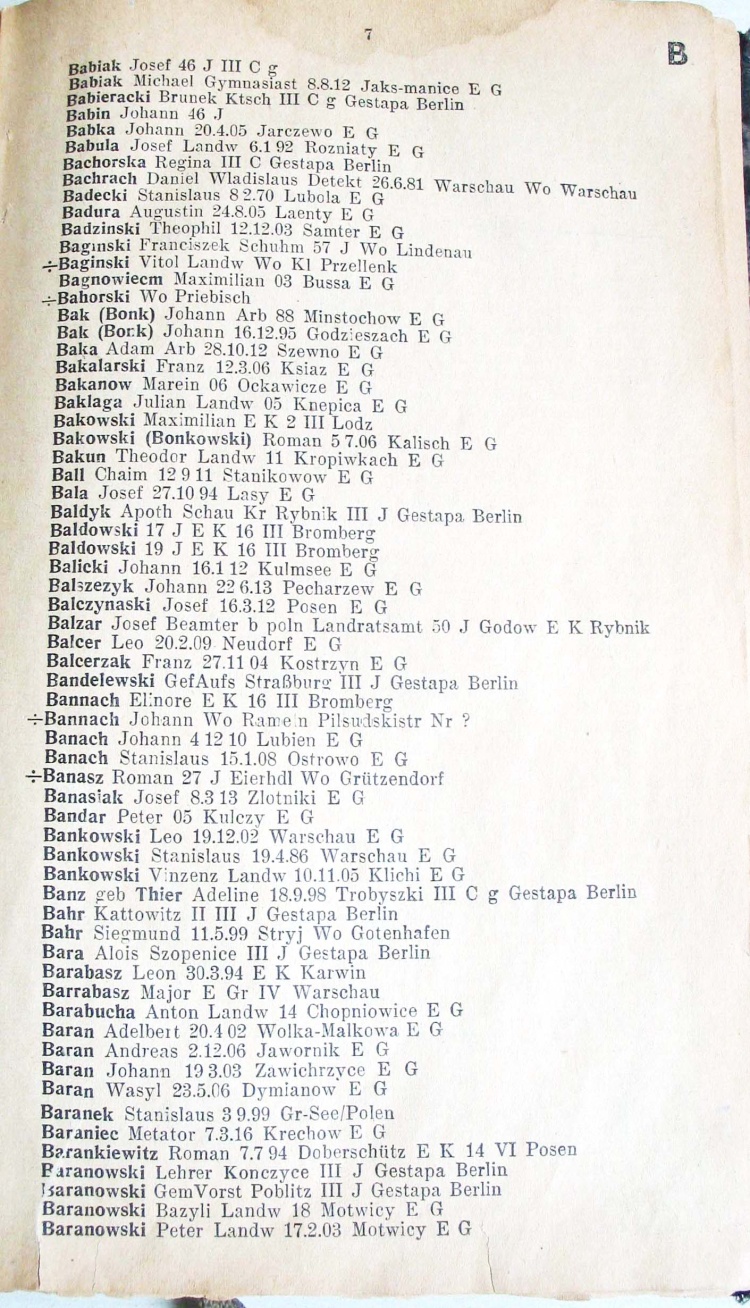 7
B
Babiak Josef 46 J III C g
Babiak Michael Gymnasiast 8.8.12 Jaks-manice E G
Babieracki Brunek Ktsch III C g Gestapa Berlin
Babin Johann 46 J
Babka Johann 20.4.05 Jarczewo E G
Babula Josef Landw 6.1 92 Rozniaty E G
Bachorska Regina III C Gestapa Berlin
Bachrach Daniel Wladislaus Detekt 26.6.81 Warschau Wo Warschau
Badecki Stanislaus 8 2.70 Lubola E G
Badura Augustin 24.8.05 Laenty E G
Badzinski Theophil 12.12.03 Samter E G
Baginski Franciszek Schuhm 57 J Wo Lindenau
÷Baginski Vitol Landw Wo Kl Przellenk
Bagnowiecm Maximilian 03 Bussa E G
÷Bahorski Wo Priebisch
Bak (Bonk) Johann Arb 88 Minstochow E G
Bak (Bonk) Johann 16.12.95 Godzieszach E G
Baka Adam Arb 28.10.12 Szewno E G
Bakalarski Franz 12.3.06 Ksiaz E G
Bakanow Marein 06 Ockawicze E G
Baklaga Julian Landw 05 Knepica E G
Bakowski Maximilian E K 2 III Lodz
Bakowski (Bonkowski) Roman 5 7.06 Kalisch E G
Bakun Theodor Landw 11 Kropiwkach E G
Ball Chaim 12 9 11 Stanikowow E G
Bala Josef 27.10 94 Lasy E G
Baldyk Apoth Schau Kr Rybnik III J Gestapa Berlin
Baldowski 17 J E K 16 III Bromberg
Baldowski 19 J E K 16 III Bromberg
Balicki Johann 16.1 12 Kulmsee E G
Balszezyk Johann 22 6.13 Pecharzew E G
Balczynaski Josef 16.3.12 Posen E G
Balzar Josef Beamter b poln Landratsamt 50 J Godow E K Rybnik
Balcer Leo 20.2.09 Neudorf E G
Balcerzak Franz 27.11 04 Kostrzyn E G
Bandelewski GefAufs Straßburg III J Gestapa Berlin
Bannach Elinore E K 16 III Bromberg
÷Bannach Johann Wo Rameln Pilsudskistr Nr ?
Banach Johann 4 12 10 Lubien E G
Banach Stanislaus 15.1.08 Ostrowo E G
÷Banasz Roman 27 J Eierhdl Wo Grützendorf
Banasiak Josef 8.3 13 Zlotniki E G
Bandar Peter 05 Kulczy E G
Bankowski Leo 19.12.02 Warschau E G
Bankowski Stanislaus 19.4.86 Warschau E G
Bankowski Vinzenz Landw 10.11.05 Klichi E G
Banz geb Thier Adeline 18.9.98 Trobyszki III C g Gestapa Berlin
Bahr Kattowitz II III J Gestapa Berlin
Bahr Siegmund 11.5.99 Stryj Wo Gotenhafen
Bara Alois Szopenice III J Gestapa Berlin
Barabasz Leon 30.3.94 E K Karwin
Barrabasz Major E Gr IV Warschau
Barabucha Anton Landw 14 Chopniowice E G
Baran Adelbert 20.4 02 Wolka-Malkowa E G
Baran Andreas 2.12.06 Jawornik E G
Baran Johann 19 3.03 Zawichrzyce E G
Baran Wasyl 23.5.06 Dymianow E G
Baranek Stanislaus 3 9.99 Gr-See/Polen
Baraniec Metator 7.3.16 Krechow E G
Barankiewitz Roman 7.7 94 Doberschütz E K 14 VI Posen
Baranowski Lehrer Konczyce III J Gestapa Berlin
Baranowski GemVorst Poblitz III J Gestapa Berlin
Baranowski Bazyli Landw 18 Motwicy E G
Baranowski Peter Landw 17.2.03 Motwicy E G